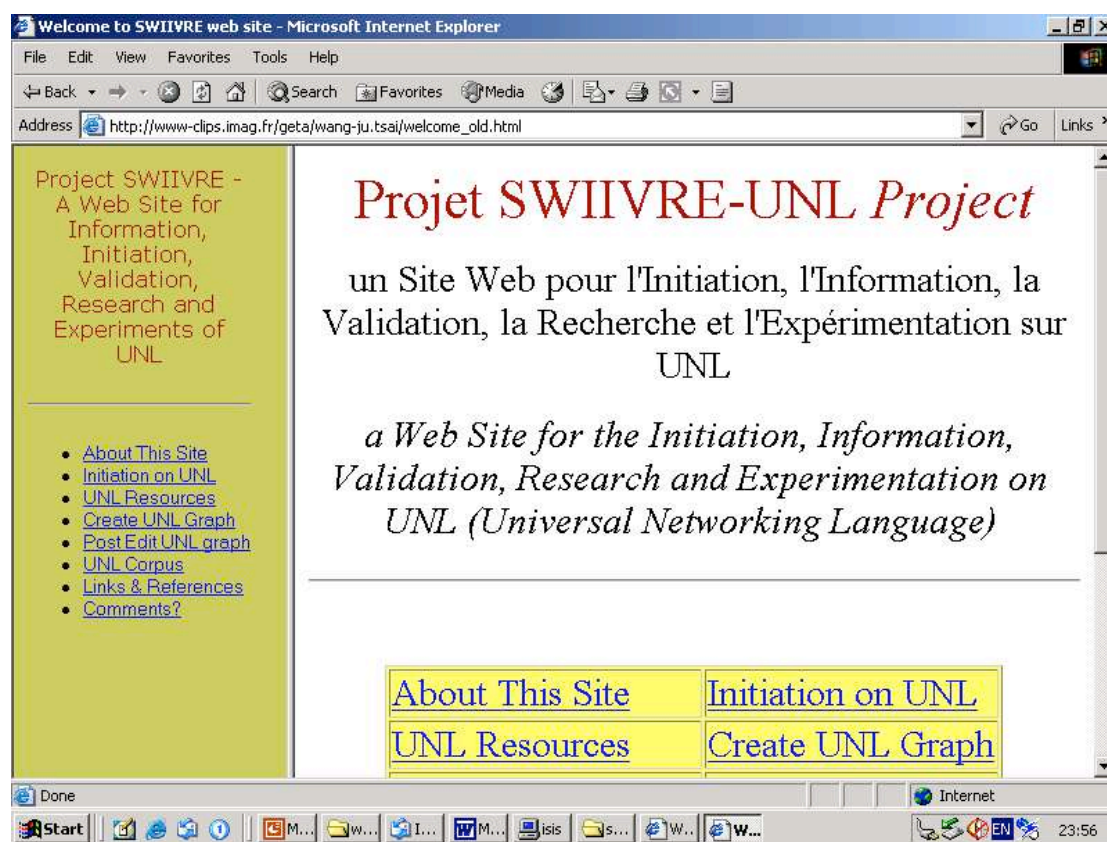 Welcome to SWIIVRE web site - Microsoft Internet Explorer
File Edit View Favorites Tools Help
Back Search Favorites Media
Address http://www-clips.imag.fr/geta/wang-ju.tsai/welcome_old.html Go Links
Project SWIIVRE -
A Web Site for
Information,
Initiation,
Validation,
Research and
Experiments of
UNL
About This Site
Initiation on UNL
UNL Resources
Create UNL Graph
Post Edit UNL graph
UNL Corpus
Links & References
Comments?
Projet SWIIVRE-UNL Project
un Site Web pour l'Initiation, l'Information, la
Validation, la Recherche et l'Expérimentation sur
UNL
a Web Site for the Initiation, Information,
Validation, Research and Experimentation on
UNL (Universal Networking Language)
About This Site Initiation on UNL
UNL Resources Create UNL Graph
Done Internet
Start M... w... I... M... isis s... W... w... EN 23:56